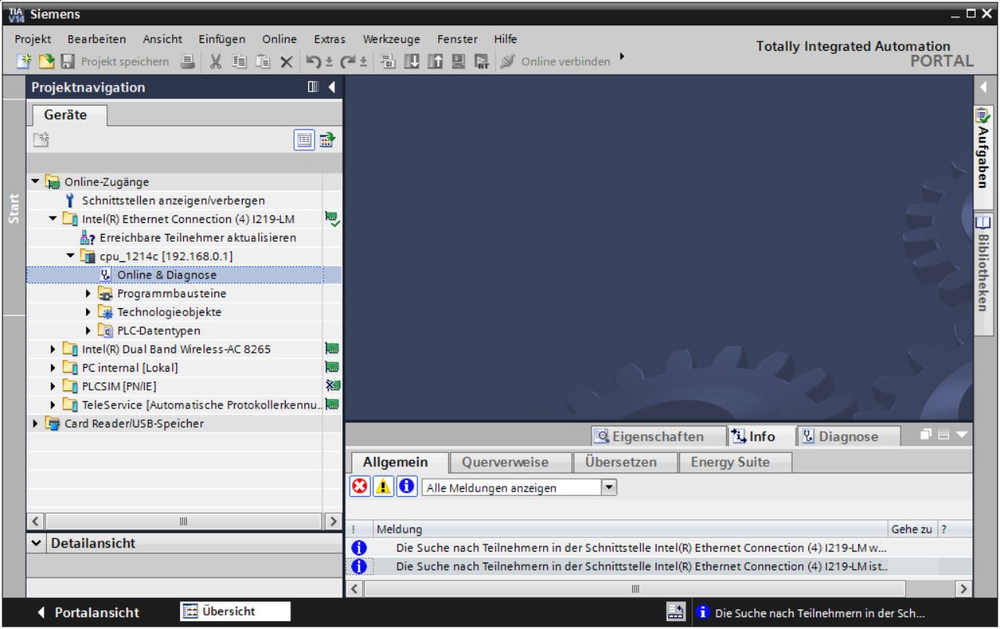 TIA V14 Siemens
Projekt Bearbeiten Ansicht Einfügen Online Extras Werkzeuge Fenster Hilfe
Totally Integrated Automation
PORTAL
Projekt speichern
RT
Online verbinden
Projektnavigation
Geräte
Start
Online-Zugänge
Schnittstellen anzeigen/verbergen
Intel(R) Ethernet Connection (4) I219-LM
Erreichbare Teilnehmer aktualisieren
cpu_1214c [192.168.0.1]
Online & Diagnose
Programmbausteine
Technologieobjekte
PLC-Datentypen
Intel(R) Dual Band Wireless-AC 8265
PC internal [Lokal]
PLCSIM [PN/IE]
TeleService [Automatische Protokollerkennu..
Card Reader/USB-Speicher
Detailansicht
Aufgaben
Bibliotheken
Eigenschaften Info Diagnose
Allgemein Querverweise Übersetzen Energy Suite
Alle Meldungen anzeigen
! Meldung Gehe zu ?
Die Suche nach Teilnehmern in der Schnittstelle Intel(R) Ethernet Connection (4) I219-LM w...
Die Suche nach Teilnehmern in der Schnittstelle Intel(R) Ethernet Connection (4) I219-LM ist..
Portalansicht Übersicht Die Suche nach Teilnehmern in der Sch...